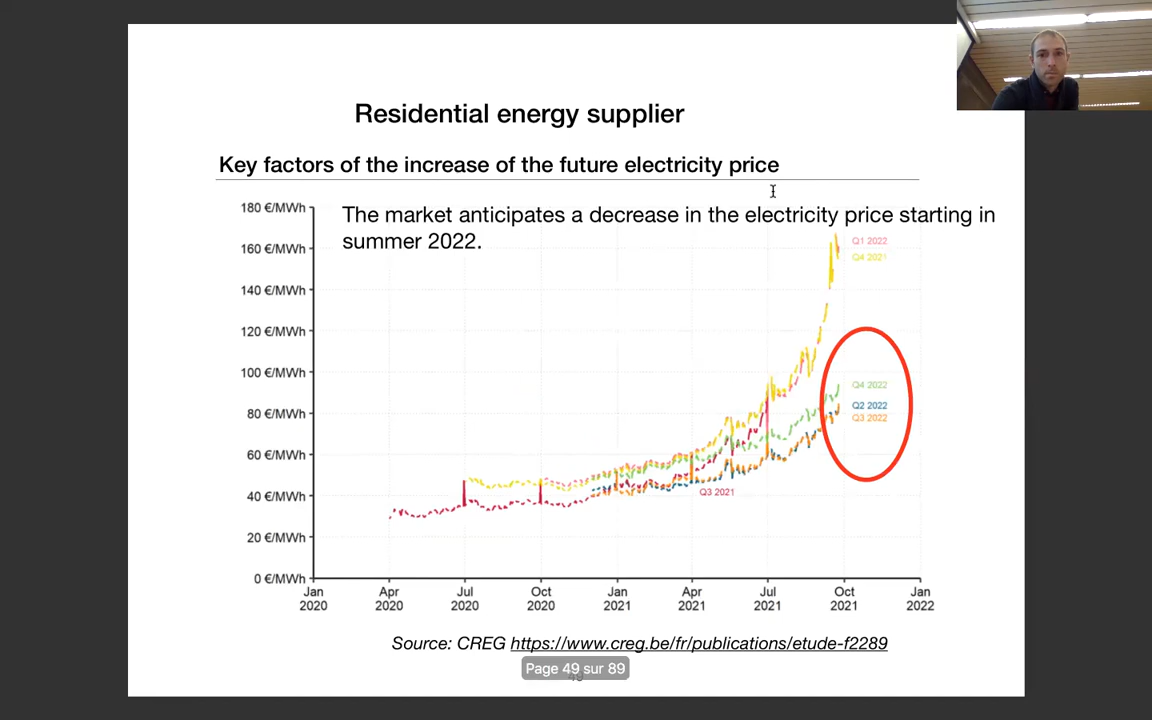 Residential energy supplier
Key factors of the increase of the future electricity price
The market anticipates a decrease in the electricity price starting in
summer 2022.
180 €/MWh
160 €/MWh
140 €/MWh
120 €/MWh
100 €/MWh
80 €/MWh
60 €/MWh
40 €/MWh
20 €/MWh
0 €/MWh
Q1 2022
Q4 2021
Q4 2022
Q2 2022
Q3 2022
Q3 2021
Jan
2020
Apr
2020
Jul
2020
Oct
2020
Jan
2021
Apr
2021
Jul
2021
Oct
2021
Jan
2022
Source: CREG https://www.creg.be/fr/publications/etude-f2289
Page 49 sur 89